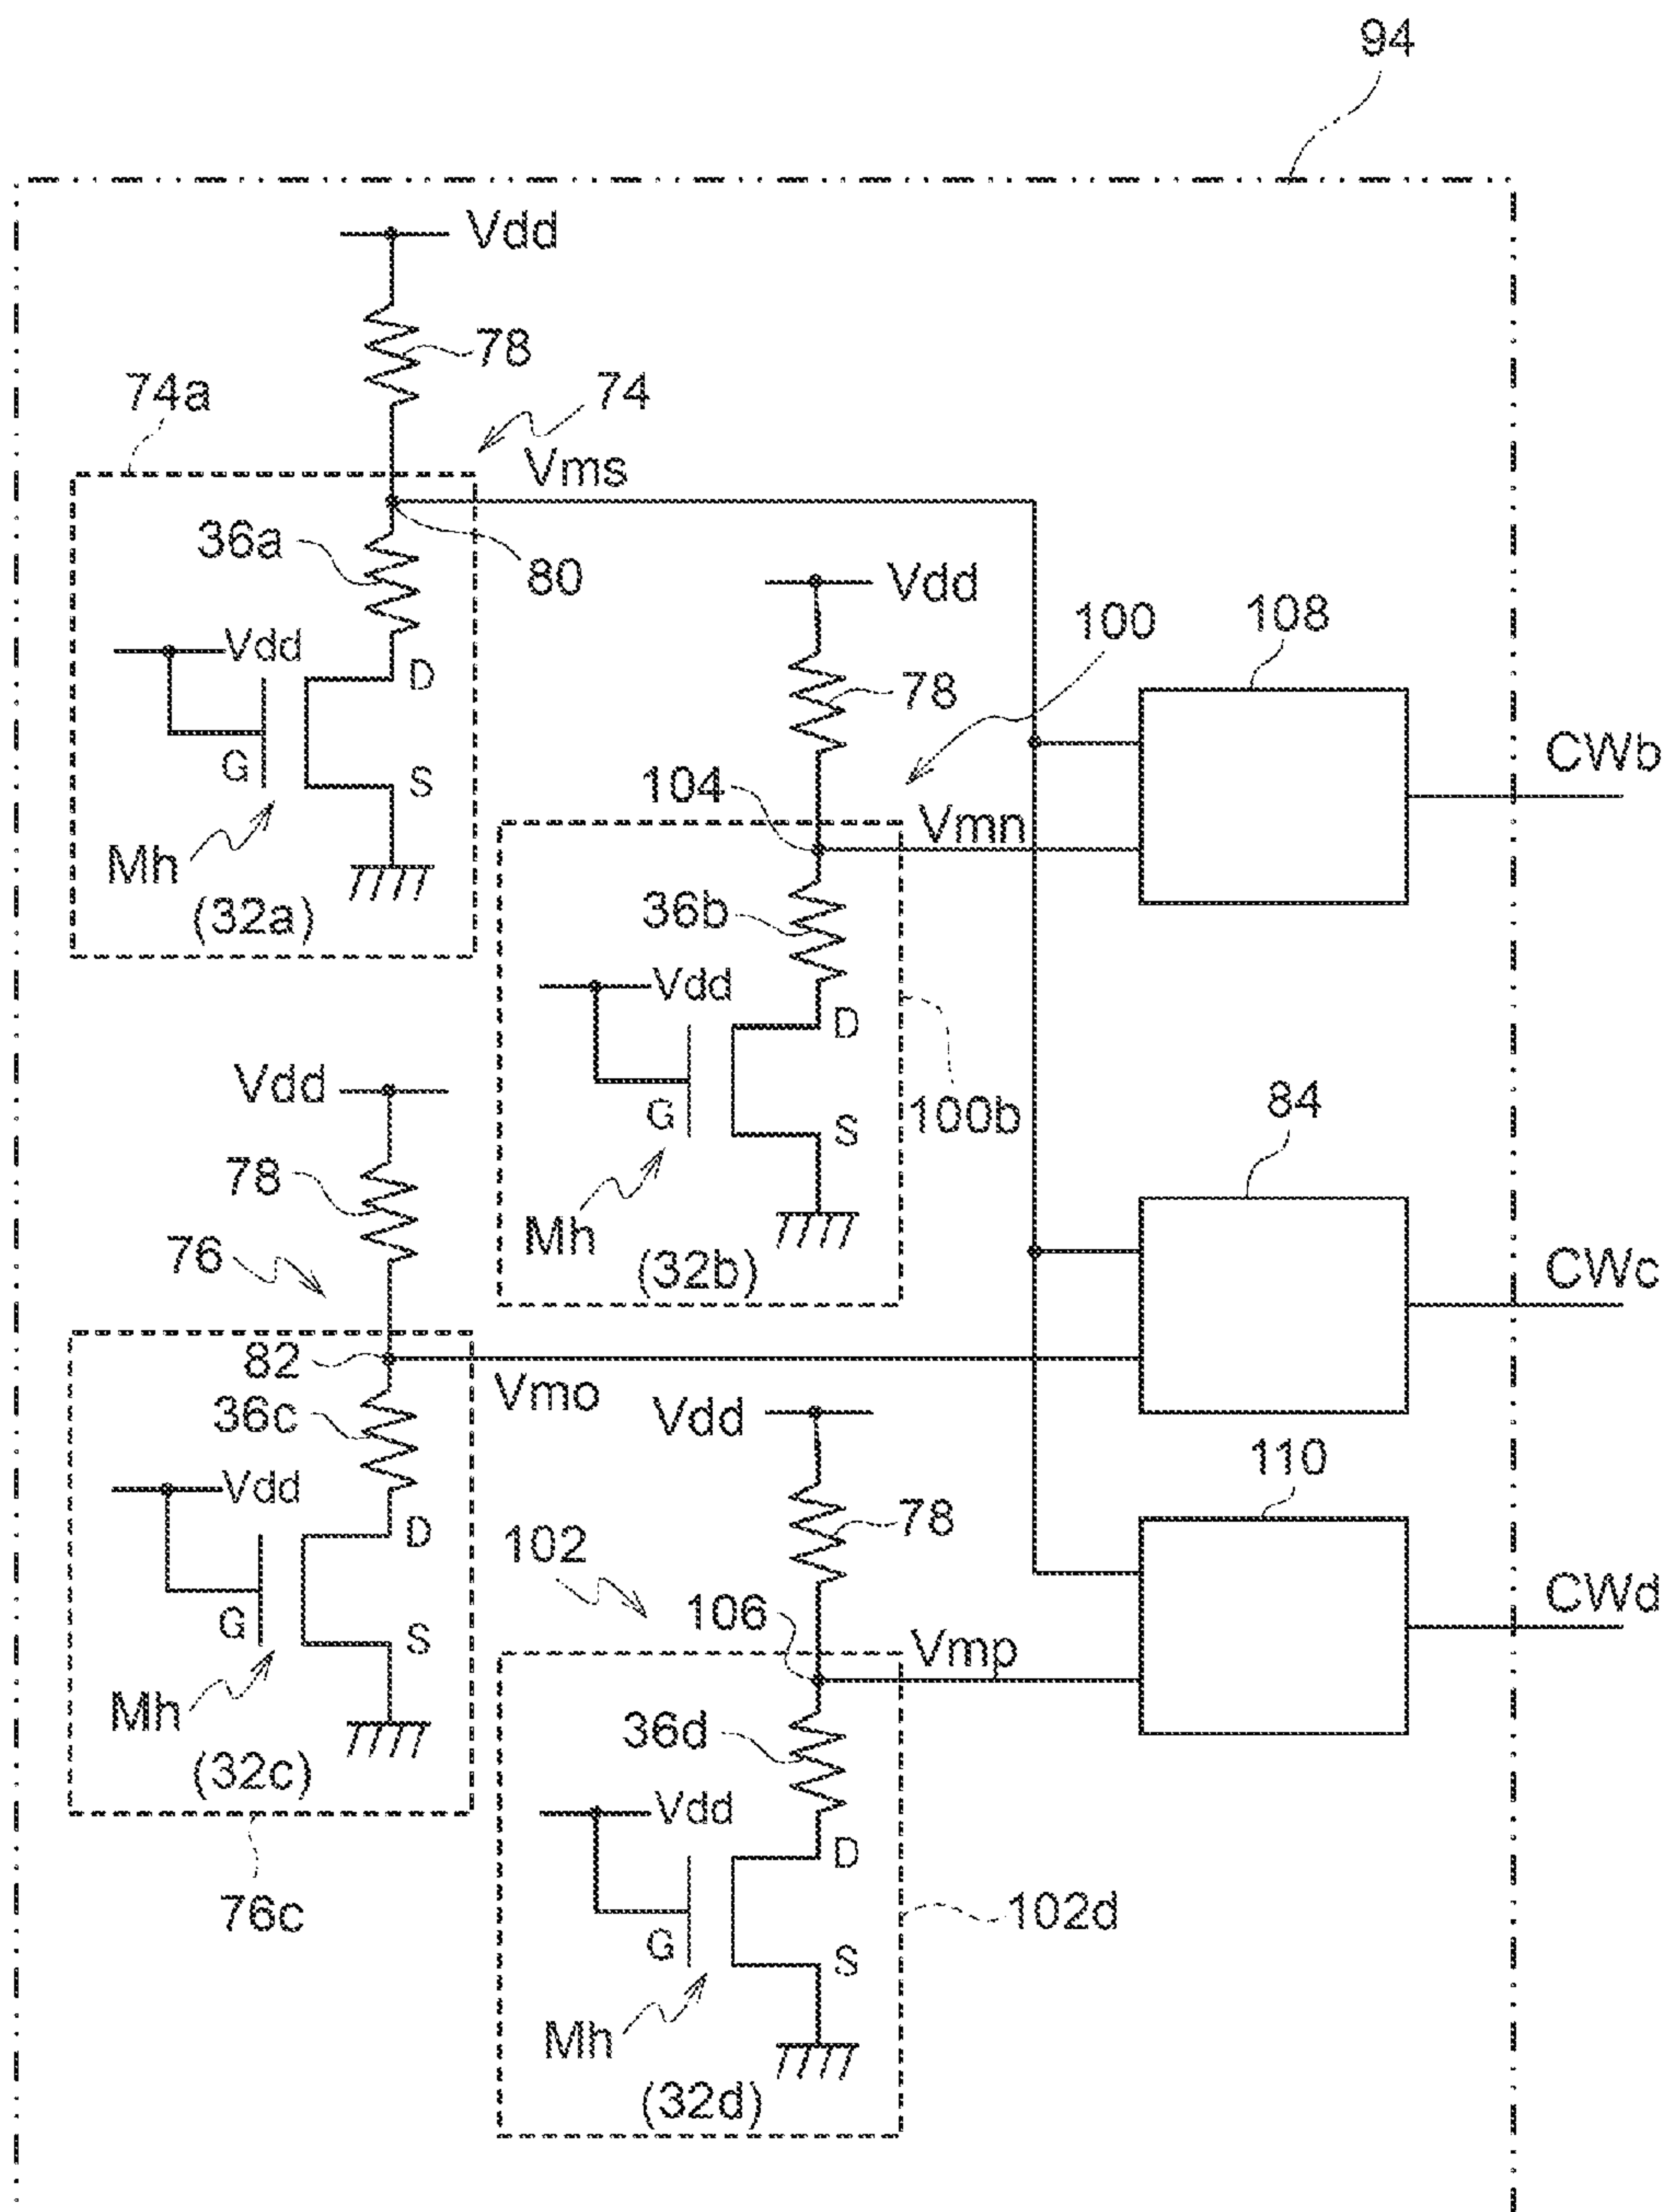 94
Vdd
78
74a
74
Vms
36a
80
Vdd
100
108
Vdd
D
78
G
S
CWb
104
Vmn
Mh
(32a)
36b
Vdd
D
Vdd
84
G
S
100b
78
Mh
76
(32b)
CWc
82
Vmo
36c
Vdd
110
Vdd
D
78
102
CWd
106
G
S
Vmp
Mh
36d
(32c)
Vdd
D
76c
102d
G
S
Mh
(32d)